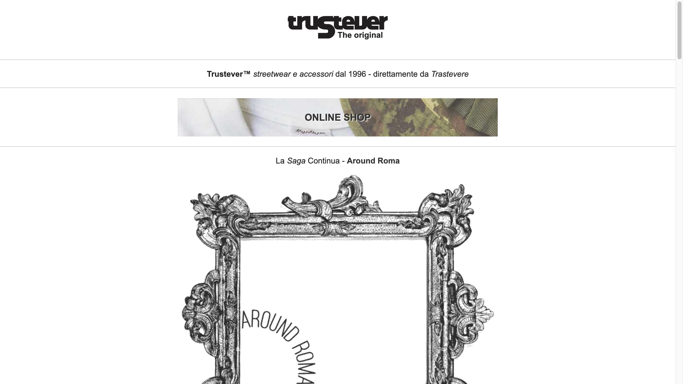 trustever
The original
Trustever™ streetwear e accessori dal 1996 - direttamente da Trastevere
ONLINE SHOP
La Saga Continua - Around Roma
AROUND ROMA